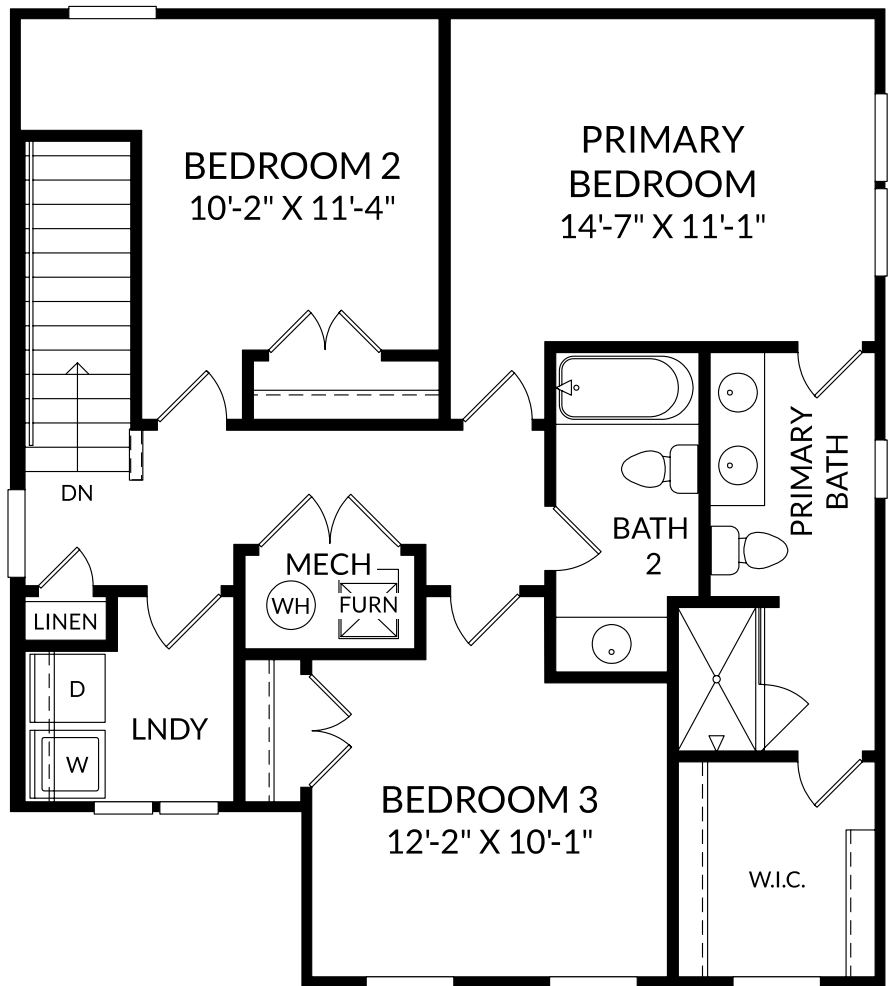 BEDROOM 2
10'-2" X 11'-4"
PRIMARY
BEDROOM
14'-7" X 11'-1"
DN
PRIMARY
BATH
BATH
2
MECH
WH
FURN
LINEN
D
LNDY
W
BEDROOM 3
12'-2" X 10'-1"
W.I.C.